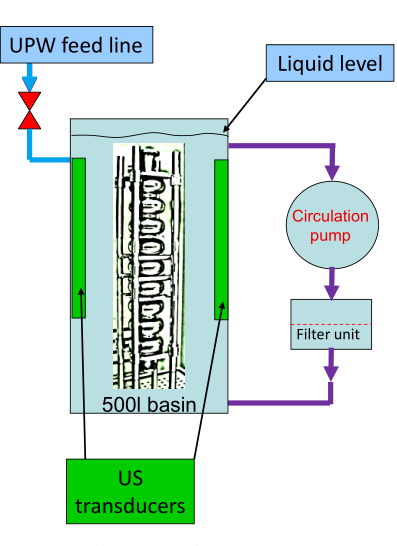 UPW feed line
Liquid level
Circulation
pump
Filter unit
500l basin
US
transducers